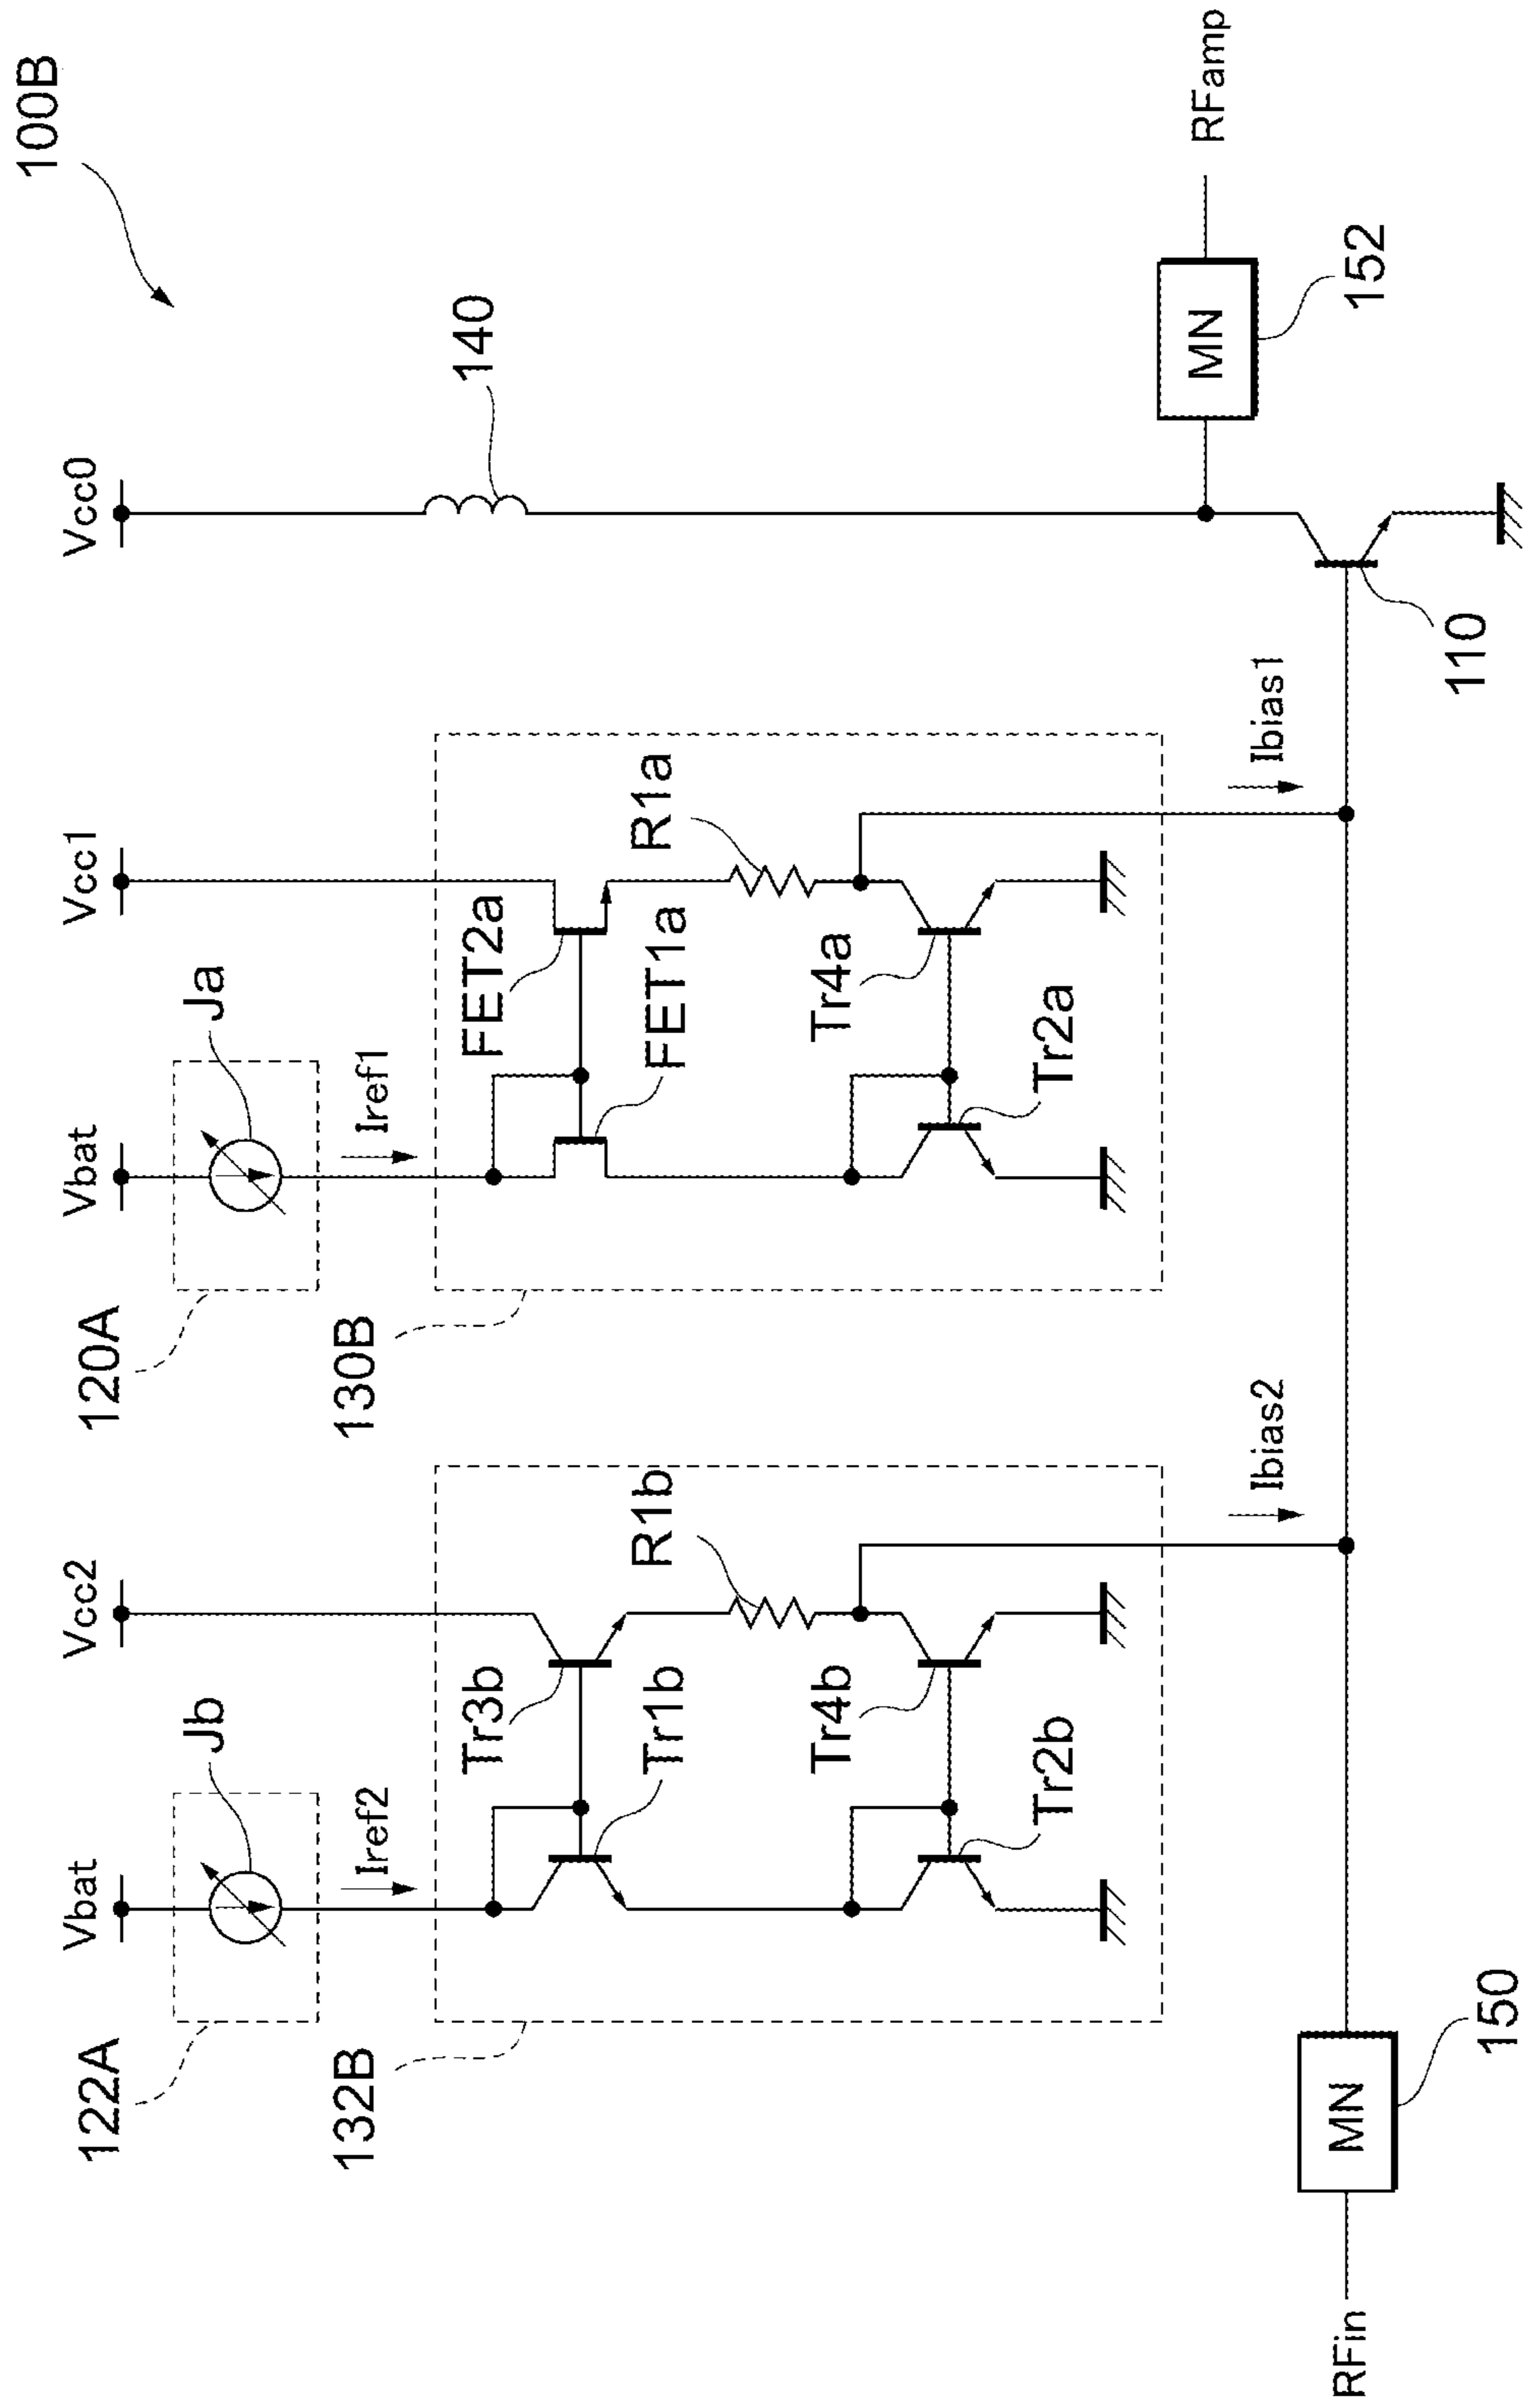 100B
Vbat
Vcc2
Vbat
Vcc1
Vcc0
122A
Jb
120A
Ja
140
Iref2
Iref1
132B
Tr3b
Tr1b
R1b
130B
FET2a
FET1a
R1a
Tr4b
Tr2b
Tr4a
Tr2a
Ibias2
Ibias1
MN
152
RFamp
RFin
MN
150
110